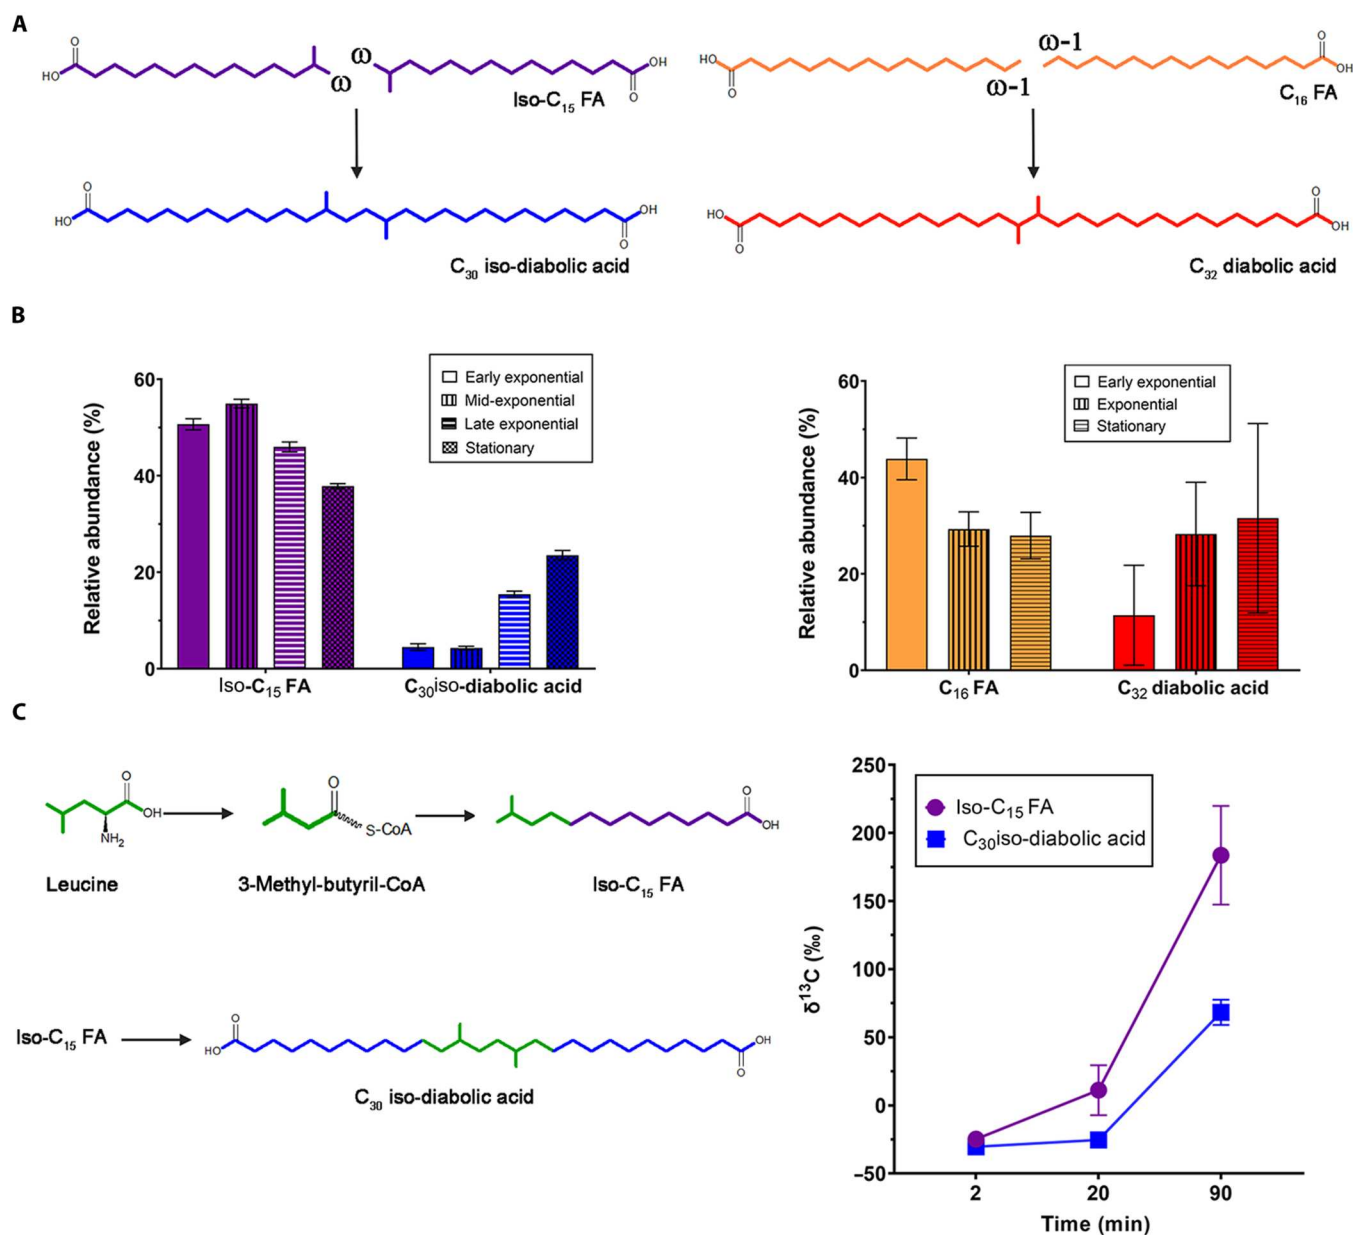 A
O
HO
ω
ω
OH
O
Iso-C15 FA
O
HO
ω-1
ω-1
O
OH
C16 FA
O
HO
OH
O
C30 iso-diabolic acid
HO
O
O
OH
C32 diabolic acid
B
Relative abundance (%)
60
40
20
0
Early exponential
Mid-exponential
Late exponential
Stationary
Iso-C15 FA
C30iso-diabolic acid
Relative abundance (%)
60
40
20
0
Early exponential
Exponential
Stationary
C16 FA
C32 diabolic acid
C
O
OH
NH2
Leucine
O
S-CoA
3-Methyl-butyril-CoA
O
OH
Iso-C15 FA
Iso-C15 FA
O
HO
OH
O
C30 iso-diabolic acid
δ13C (‰)
250
200
150
100
50
0
−50
Iso-C15 FA
C30iso-diabolic acid
2
20
90
Time (min)